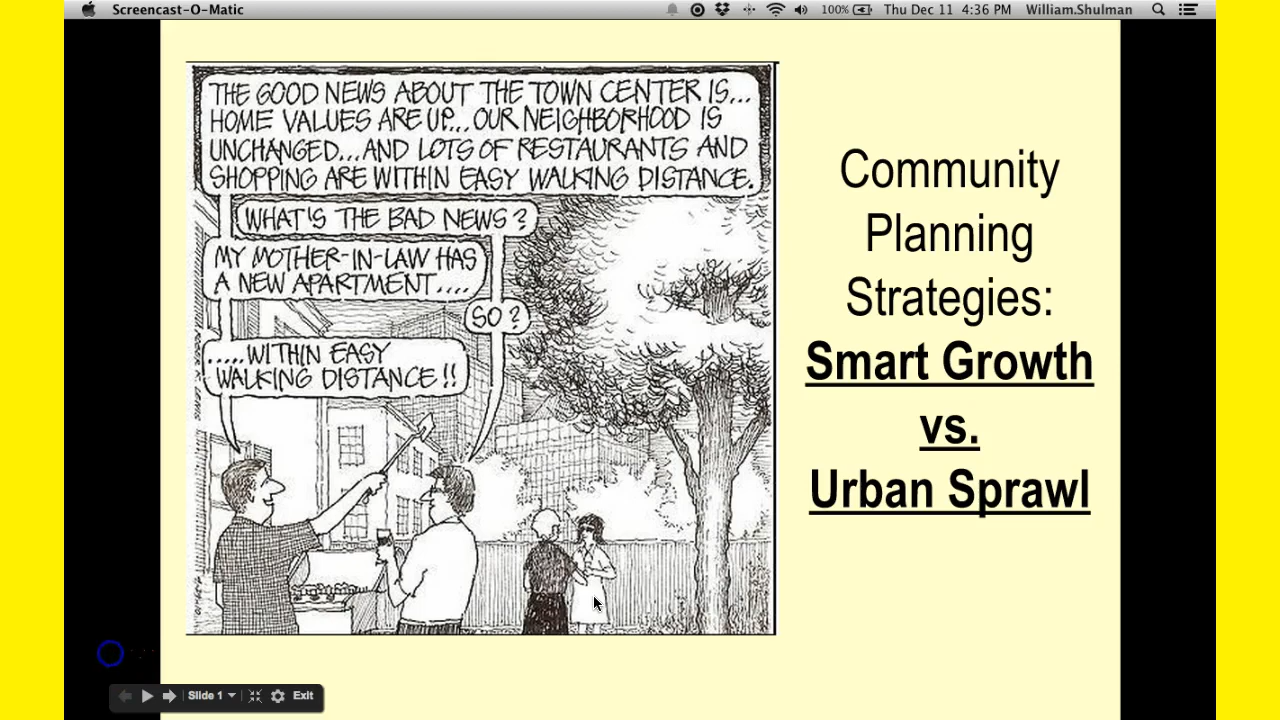 Screencast-O-Matic
100% Thu Dec 11 4:36 PM William.Shulman
THE GOOD NEWS ABOUT THE TOWN CENTER IS...
HOME VALUES ARE UP...OUR NEIGHBORHOOD IS
UNCHANGED...AND LOTS OF RESTAURANTS AND
SHOPPING ARE WITHIN EASY WALKING DISTANCE.
WHAT'S THE BAD NEWS?
MY MOTHER-IN-LAW HAS
A NEW APARTMENT....
SO?
.....WITHIN EASY
WALKING DISTANCE!!
Community
Planning
Strategies:
Smart Growth
vs.
Urban Sprawl
Slide 1
Exit